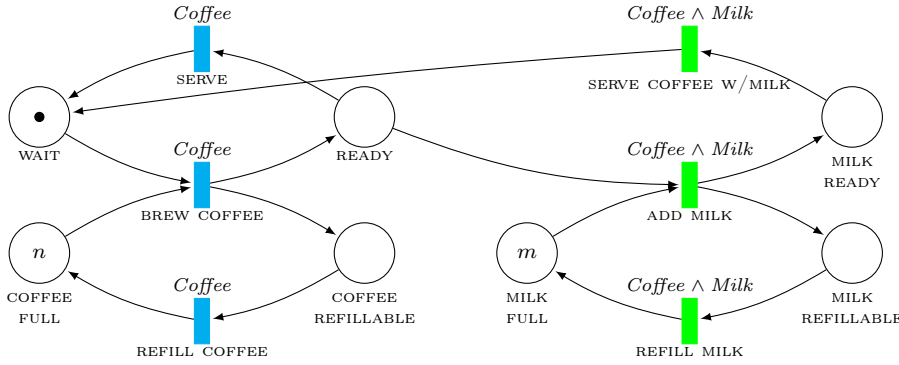 Coffee
Coffee ∧ Milk
SERVE
SERVE COFFEE W/MILK
WAIT
Coffee
READY
Coffee ∧ Milk
MILK
READY
BREW COFFEE
ADD MILK
n
m
COFFEE
FULL
Coffee
COFFEE
REFILLABLE
MILK
FULL
Coffee ∧ Milk
MILK
REFILLABLE
REFILL COFFEE
REFILL MILK